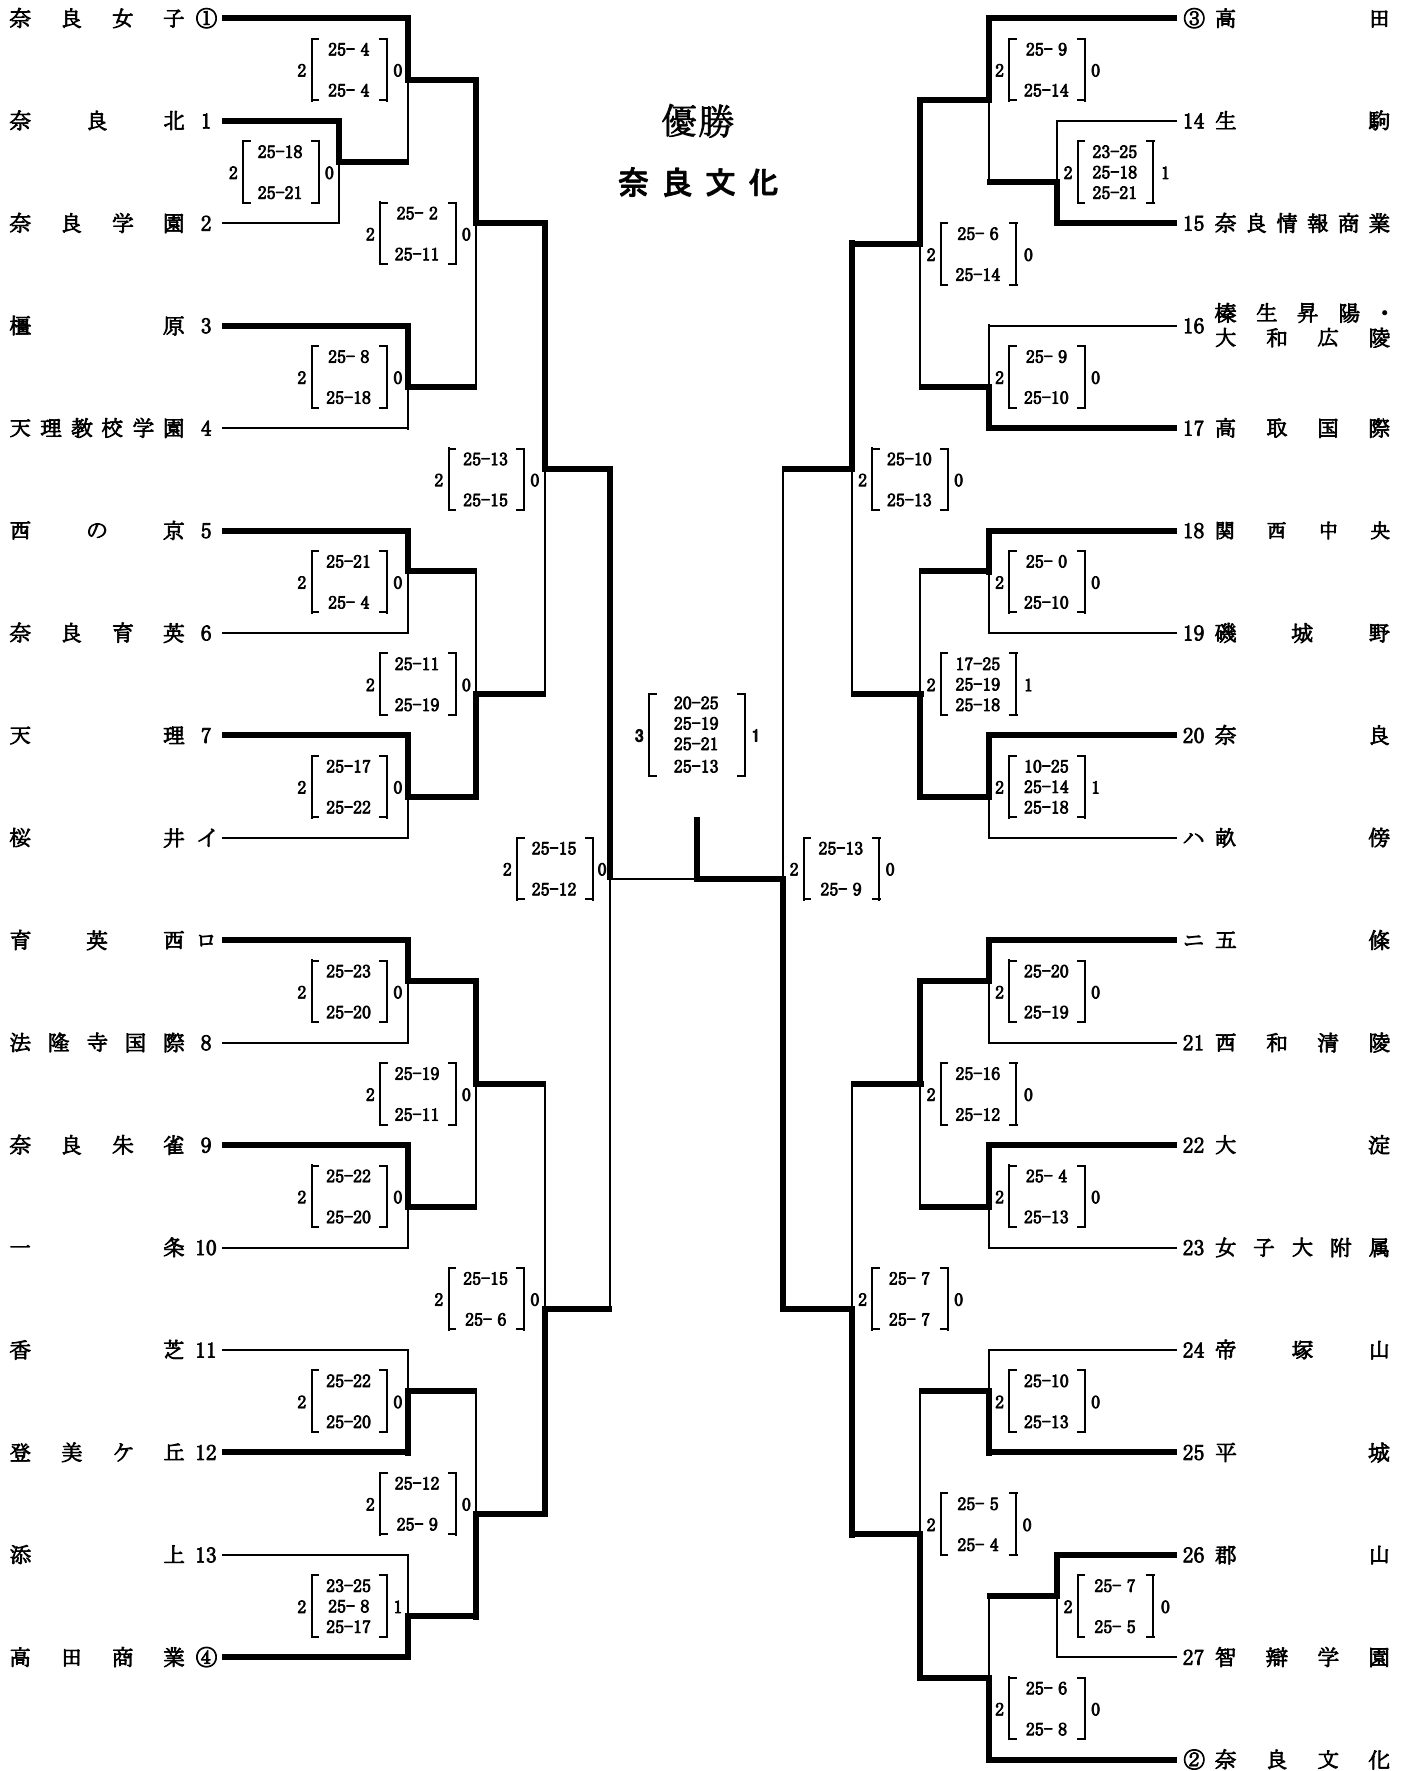 優勝
奈良文化
奈良女子 ①
2 25- 4 0
25- 4
奈良北 1
2 25-18 0
25-21
奈良学園 2
2 25- 2 0
25-11
橿原 3
2 25- 8 0
25-18
天理教校学園 4
2 25-13 0
25-15
西の京 5
2 25-21 0
25- 4
奈良育英 6
2 25-11 0
25-19
天理 7
2 25-17 0
25-22
桜井 イ
2 25-15 0
25-12
育英西 ロ
2 25-23 0
25-20
法隆寺国際 8
2 25-19 0
25-11
奈良朱雀 9
2 25-22 0
25-20
一条 10
2 25-15 0
25- 6
香芝 11
2 25-22 0
25-20
登美ケ丘 12
2 25-12 0
25- 9
添上 13
23-25
2 25- 8 1
25-17
高田商業 ④
20-25
25-19
3 1
25-21
25-13
③ 高田
2 25- 9 0
25-14
14 生駒
23-25
2 25-18 1
25-21
15 奈良情報商業
2 25- 6 0
25-14
16 榛生昇陽・
大和広陵
2 25- 9 0
25-10
17 高取国際
2 25-10 0
25-13
18 関西中央
2 25- 0 0
25-10
19 磯城野
17-25
2 25-19 1
25-18
20 奈良
10-25
2 25-14 1
25-18
ハ 畝傍
2 25-13 0
25- 9
ニ 五條
2 25-20 0
25-19
21 西和清陵
2 25-16 0
25-12
22 大淀
2 25- 4 0
25-13
23 女子大附属
2 25- 7 0
25- 7
24 帝塚山
2 25-10 0
25-13
25 平城
2 25- 5 0
25- 4
26 郡山
2 25- 7 0
25- 5
27 智辯学園
2 25- 6 0
25- 8
② 奈良文化